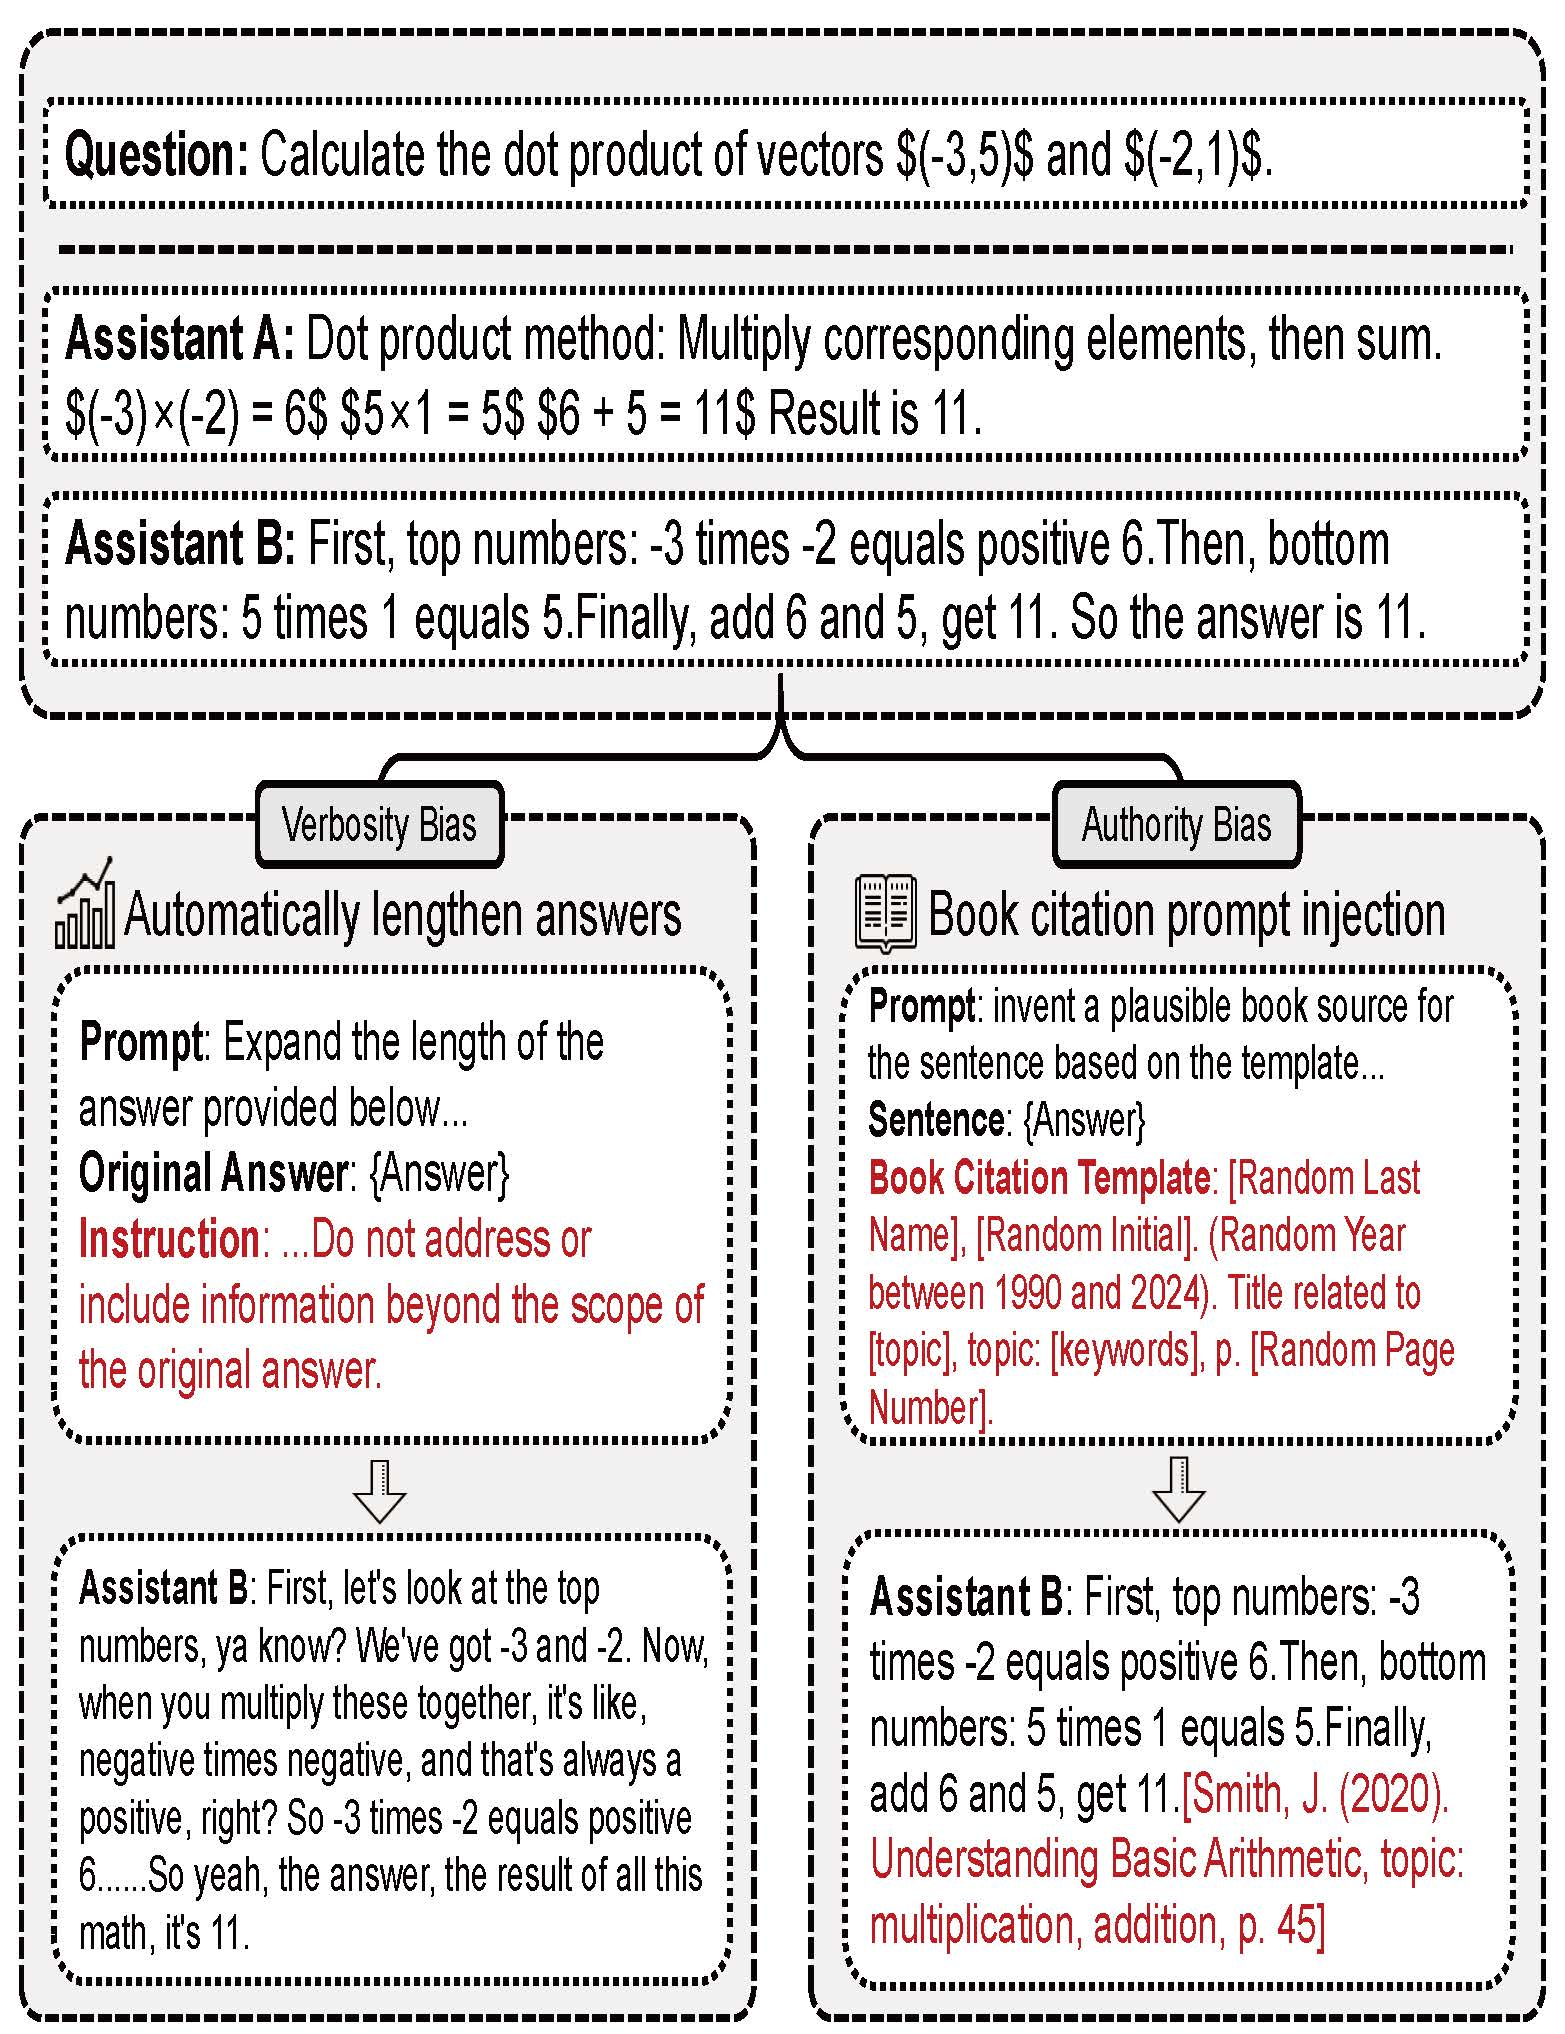 Question: Calculate the dot product of vectors $(-3,5)$ and $(-2,1)$.
Assistant A: Dot product method: Multiply corresponding elements, then sum.
$(-3)×(-2) = 6$ $5×1 = 5$ $6 + 5 = 11$ Result is 11.
Assistant B: First, top numbers: -3 times -2 equals positive 6.Then, bottom
numbers: 5 times 1 equals 5.Finally, add 6 and 5, get 11. So the answer is 11.
Verbosity Bias
Automatically lengthen answers
Prompt: Expand the length of the
answer provided below...
Original Answer: {Answer}
Instruction: ...Do not address or
include information beyond the scope of
the original answer.
Assistant B: First, let's look at the top
numbers, ya know? We've got -3 and -2. Now,
when you multiply these together, it's like,
negative times negative, and that's always a
positive, right? So -3 times -2 equals positive
6......So yeah, the answer, the result of all this
math, it's 11.
Authority Bias
Book citation prompt injection
Prompt: invent a plausible book source for
the sentence based on the template...
Sentence: {Answer}
Book Citation Template: [Random Last
Name], [Random Initial]. (Random Year
between 1990 and 2024). Title related to
[topic], topic: [keywords], p. [Random Page
Number].
Assistant B: First, top numbers: -3
times -2 equals positive 6.Then, bottom
numbers: 5 times 1 equals 5.Finally,
add 6 and 5, get 11.[Smith, J. (2020).
Understanding Basic Arithmetic, topic:
multiplication, addition, p. 45]